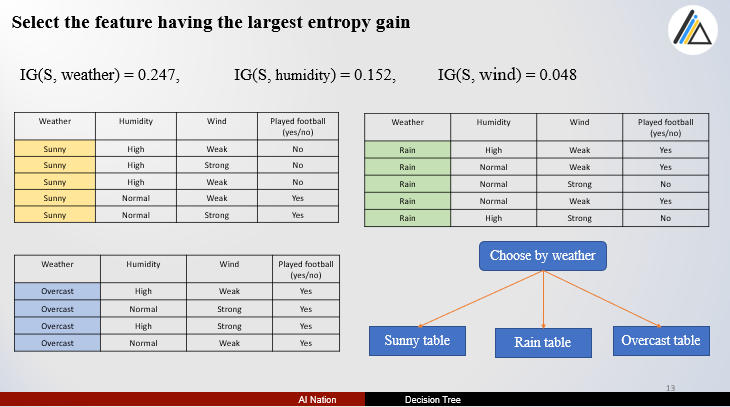 Select the feature having the largest entropy gain
IG(S, weather) = 0.247, IG(S, humidity) = 0.152, IG(S, wind) = 0.048
Weather Humidity Wind Played football (yes/no)
Sunny High Weak No
Sunny High Strong No
Sunny High Weak No
Sunny Normal Weak Yes
Sunny Normal Strong Yes
Weather Humidity Wind Played football (yes/no)
Rain High Weak Yes
Rain Normal Weak Yes
Rain Normal Strong No
Rain Normal Weak Yes
Rain High Strong No
Weather Humidity Wind Played football (yes/no)
Overcast High Weak Yes
Overcast Normal Strong Yes
Overcast High Strong Yes
Overcast Normal Weak Yes
Choose by weather
Sunny table Rain table Overcast table
13
AI Nation Decision Tree